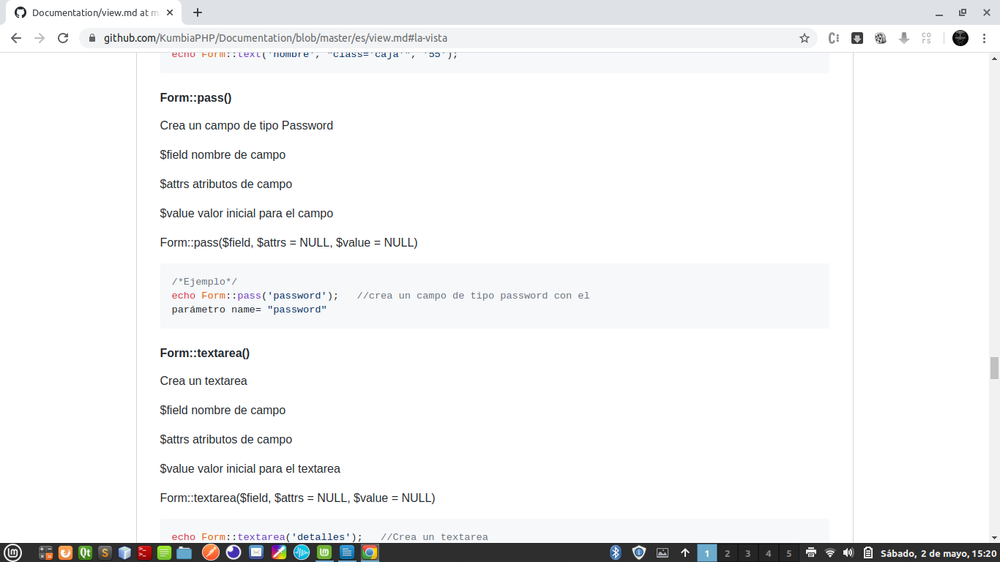 Documentation/view.md at m
github.com/KumbiaPHP/Documentation/blob/master/es/view.md#la-vista
co
rs
echo Form::text('nombre', "class='caja'", '55');
Form::pass()
Crea un campo de tipo Password
$field nombre de campo
$attrs atributos de campo
$value valor inicial para el campo
Form::pass($field, $attrs = NULL, $value = NULL)
/*Ejemplo*/
echo Form::pass('password');   //crea un campo de tipo password con el
parámetro name= "password"
Form::textarea()
Crea un textarea
$field nombre de campo
$attrs atributos de campo
$value valor inicial para el textarea
Form::textarea($field, $attrs = NULL, $value = NULL)
echo Form::textarea('detalles');   //Crea un textarea
Qt
S
1 2 3 4 5
Sábado, 2 de mayo, 15:20